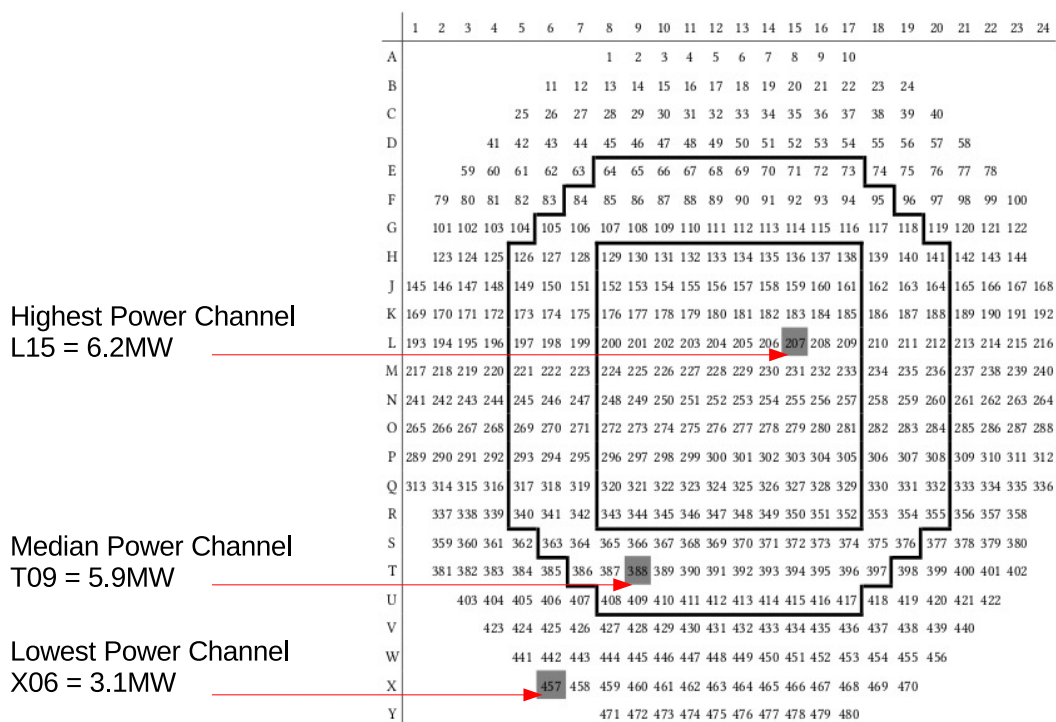 1 2 3 4 5 6 7 8 9 10 11 12 13 14 15 16 17 18 19 20 21 22 23 24
A 1 2 3 4 5 6 7 8 9 10
B 11 12 13 14 15 16 17 18 19 20 21 22 23 24
C 25 26 27 28 29 30 31 32 33 34 35 36 37 38 39 40
D 41 42 43 44 45 46 47 48 49 50 51 52 53 54 55 56 57 58
E 59 60 61 62 63 64 65 66 67 68 69 70 71 72 73 74 75 76 77 78
F 79 80 81 82 83 84 85 86 87 88 89 90 91 92 93 94 95 96 97 98 99 100
G 101 102 103 104 105 106 107 108 109 110 111 112 113 114 115 116 117 118 119 120 121 122
H 123 124 125 126 127 128 129 130 131 132 133 134 135 136 137 138 139 140 141 142 143 144
J 145 146 147 148 149 150 151 152 153 154 155 156 157 158 159 160 161 162 163 164 165 166 167 168
K 169 170 171 172 173 174 175 176 177 178 179 180 181 182 183 184 185 186 187 188 189 190 191 192
Highest Power Channel
L15 = 6.2MW
L 193 194 195 196 197 198 199 200 201 202 203 204 205 206 207 208 209 210 211 212 213 214 215 216
M 217 218 219 220 221 222 223 224 225 226 227 228 229 230 231 232 233 234 235 236 237 238 239 240
N 241 242 243 244 245 246 247 248 249 250 251 252 253 254 255 256 257 258 259 260 261 262 263 264
O 265 266 267 268 269 270 271 272 273 274 275 276 277 278 279 280 281 282 283 284 285 286 287 288
P 289 290 291 292 293 294 295 296 297 298 299 300 301 302 303 304 305 306 307 308 309 310 311 312
Q 313 314 315 316 317 318 319 320 321 322 323 324 325 326 327 328 329 330 331 332 333 334 335 336
R 337 338 339 340 341 342 343 344 345 346 347 348 349 350 351 352 353 354 355 356 357 358
S 359 360 361 362 363 364 365 366 367 368 369 370 371 372 373 374 375 376 377 378 379 380
Median Power Channel
T09 = 5.9MW
T 381 382 383 384 385 386 387 388 389 390 391 392 393 394 395 396 397 398 399 400 401 402
U 403 404 405 406 407 408 409 410 411 412 413 414 415 416 417 418 419 420 421 422
V 423 424 425 426 427 428 429 430 431 432 433 434 435 436 437 438 439 440
W 441 442 443 444 445 446 447 448 449 450 451 452 453 454 455 456
Lowest Power Channel
X06 = 3.1MW
X 457 458 459 460 461 462 463 464 465 466 467 468 469 470
Y 471 472 473 474 475 476 477 478 479 480